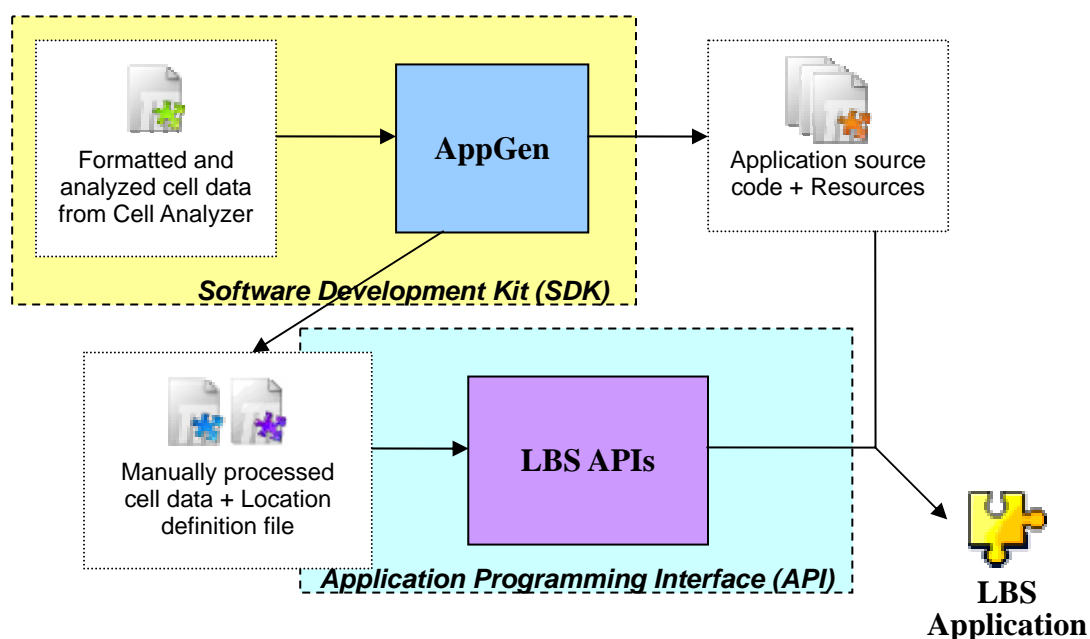 Formatted and
analyzed cell data
from Cell Analyzer
AppGen
Application source
code + Resources
Software Development Kit (SDK)
Manually processed
cell data + Location
definition file
LBS APIs
Application Programming Interface (API)
LBS
Application